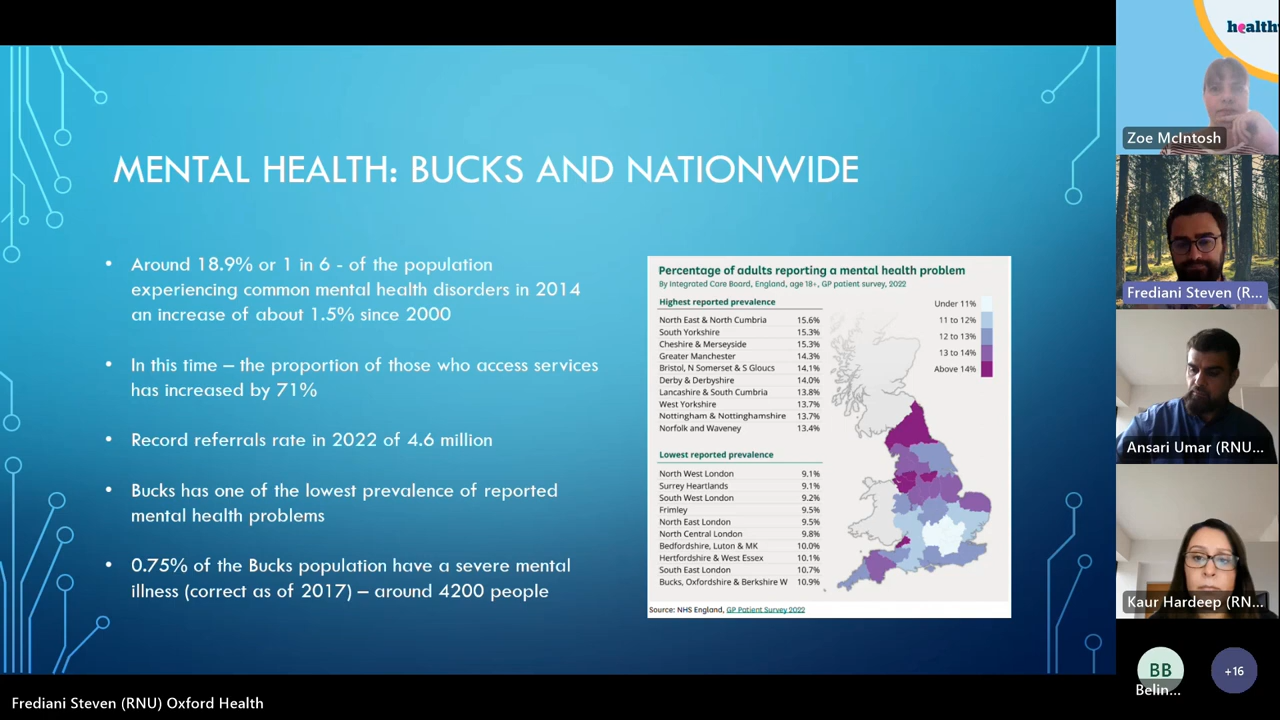 MENTAL HEALTH: BUCKS AND NATIONWIDE
• Around 18.9% or 1 in 6 - of the population
experiencing common mental health disorders in 2014
an increase of about 1.5% since 2000
• In this time – the proportion of those who access services
has increased by 71%
• Record referrals rate in 2022 of 4.6 million
• Bucks has one of the lowest prevalence of reported
mental health problems
• 0.75% of the Bucks population have a severe mental
illness (correct as of 2017) – around 4200 people
Percentage of adults reporting a mental health problem
By Integrated Care Board, England, age 18+, GP patient survey, 2022
Highest reported prevalence
North East & North Cumbria 15.6%
South Yorkshire 15.3%
Cheshire & Merseyside 15.3%
Greater Manchester 14.3%
Bristol, N Somerset & S Gloucs 14.1%
Derby & Derbyshire 14.0%
Lancashire & South Cumbria 13.8%
West Yorkshire 13.7%
Nottingham & Nottinghamshire 13.7%
Norfolk and Waveney 13.4%
Lowest reported prevalence
North West London 9.1%
Surrey Heartlands 9.1%
South West London 9.2%
Frimley 9.5%
North East London 9.5%
North Central London 9.8%
Bedfordshire, Luton & MK 10.0%
Hertfordshire & West Essex 10.1%
South East London 10.7%
Bucks, Oxfordshire & Berkshire W 10.9%
Under 11%
11 to 12%
12 to 13%
13 to 14%
Above 14%
Source: NHS England, GP Patient Survey 2022
health
Zoe McIntosh
Frediani Steven (R...
Ansari Umar (RNU...
Kaur Hardeep (RN...
BB
Belin...
+16
Frediani Steven (RNU) Oxford Health